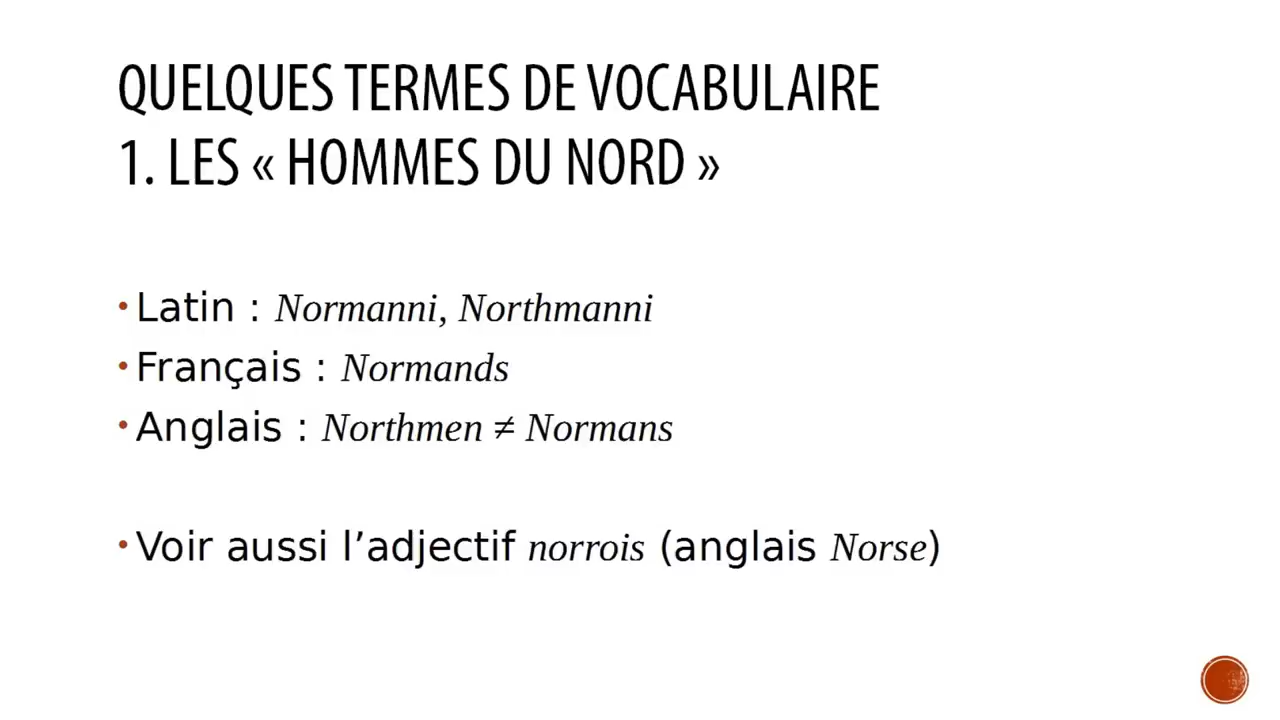 QUELQUES TERMES DE VOCABULAIRE
1. LES « HOMMES DU NORD »
• Latin : Normanni, Northmanni
• Français : Normands
• Anglais : Northmen ≠ Normans
• Voir aussi l’adjectif norrois (anglais Norse)